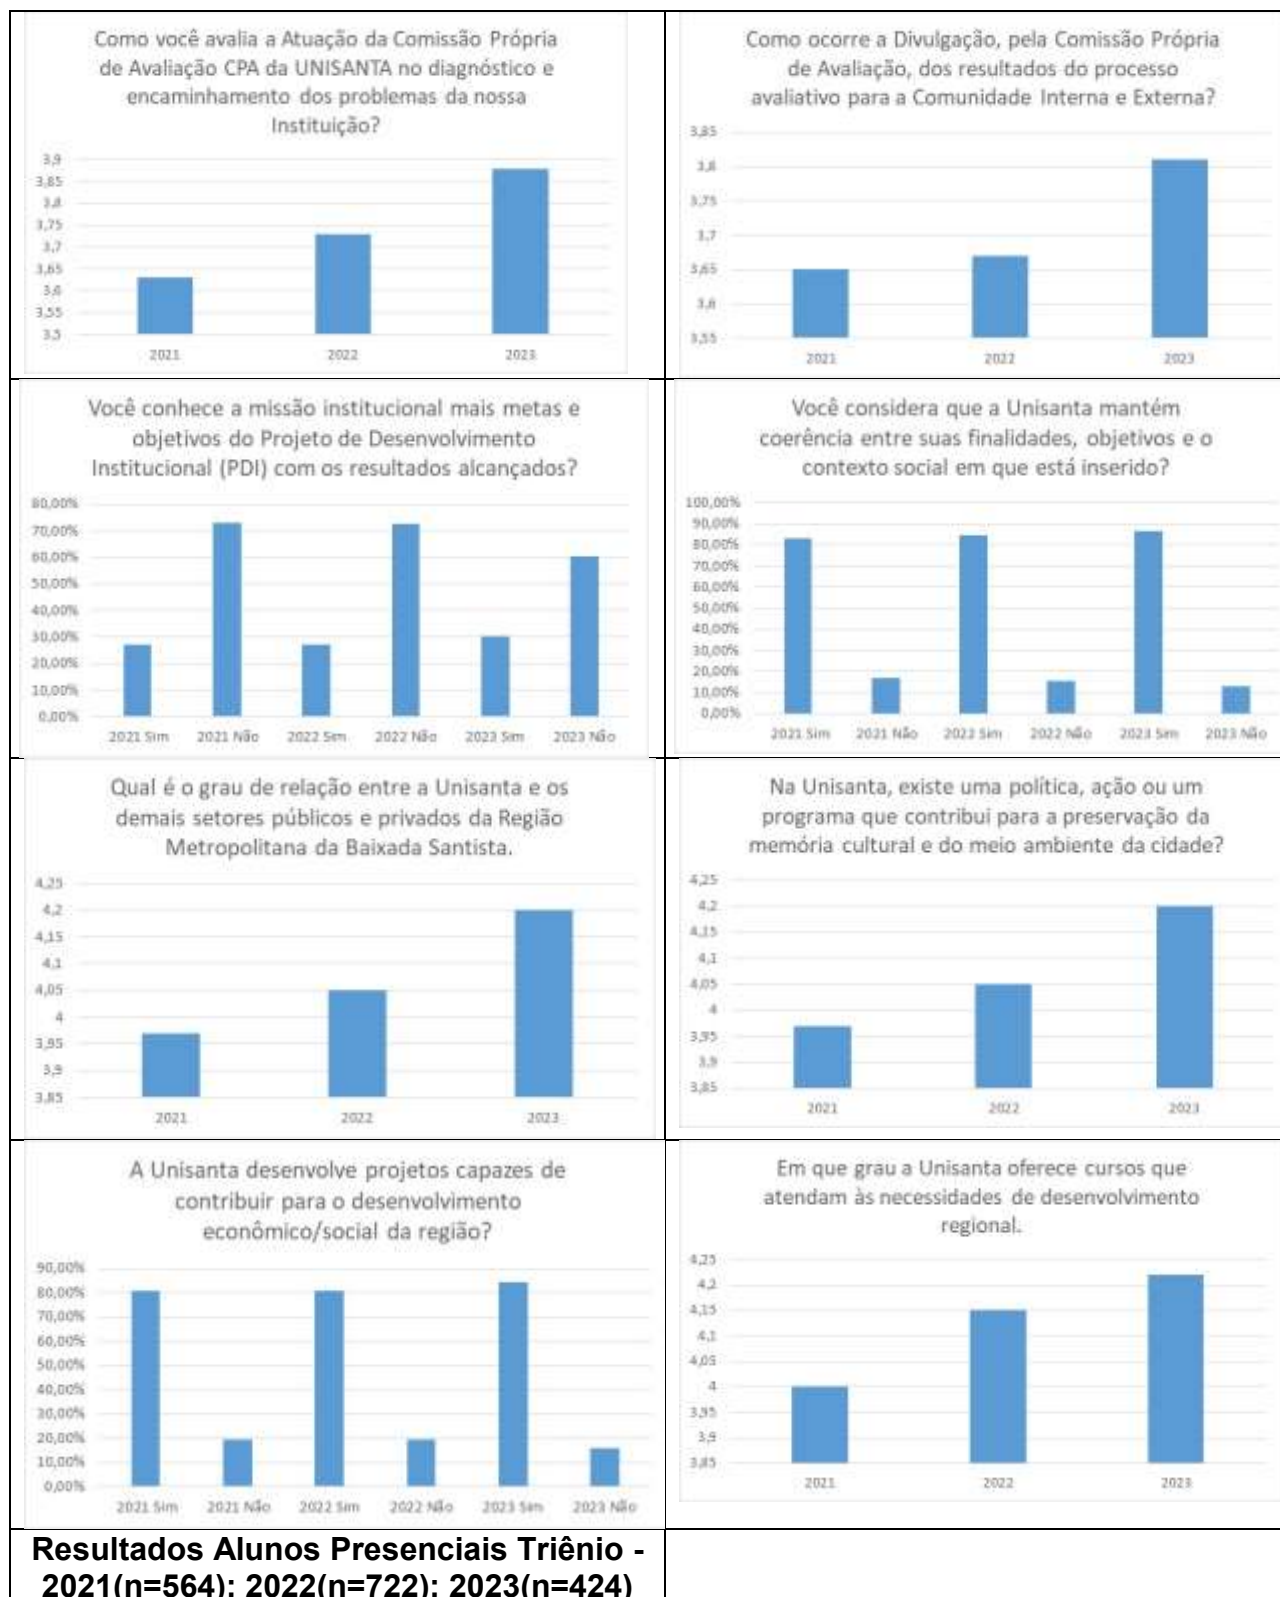 Como você avalia a Atuação da Comissão Própria
de Avaliação CPA da UNISANTA no diagnóstico e
encaminhamento dos problemas da nossa
Instituição?
3,9
3,85
3,8
3,75
3,7
3,65
3,6
3,55
3,5
2021 2022 2023
Como ocorre a Divulgação, pela Comissão Própria
de Avaliação, dos resultados do processo
avaliativo para a Comunidade Interna e Externa?
3,85
3,8
3,75
3,7
3,65
3,6
3,55
2021 2022 2023
Você conhece a missão institucional mais metas e
objetivos do Projeto de Desenvolvimento
Institucional (PDI) com os resultados alcançados?
80,00%
70,00%
60,00%
50,00%
40,00%
30,00%
20,00%
10,00%
0,00%
2021 Sim 2021 Não 2022 Sim 2022 Não 2023 Sim 2023 Não
Você considera que a Unisanta mantém
coerência entre suas finalidades, objetivos e o
contexto social em que está inserido?
100,00%
90,00%
80,00%
70,00%
60,00%
50,00%
40,00%
30,00%
20,00%
10,00%
0,00%
2021 Sim 2021 Não 2022 Sim 2022 Não 2023 Sim 2023 Não
Qual é o grau de relação entre a Unisanta e os
demais setores públicos e privados da Região
Metropolitana da Baixada Santista.
4,25
4,2
4,15
4,1
4,05
4
3,95
3,9
3,85
2021 2022 2023
Na Unisanta, existe uma política, ação ou um
programa que contribui para a preservação da
memória cultural e do meio ambiente da cidade?
4,25
4,2
4,15
4,1
4,05
4
3,95
3,9
3,85
2021 2022 2023
A Unisanta desenvolve projetos capazes de
contribuir para o desenvolvimento
econômico/social da região?
90,00%
80,00%
70,00%
60,00%
50,00%
40,00%
30,00%
20,00%
10,00%
0,00%
2021 Sim 2021 Não 2022 Sim 2022 Não 2023 Sim 2023 Não
Em que grau a Unisanta oferece cursos que
atendam às necessidades de desenvolvimento
regional.
4,25
4,2
4,15
4,1
4,05
4
3,95
3,9
3,85
2021 2022 2023
Resultados Alunos Presenciais Triênio -
2021(n=564); 2022(n=722); 2023(n=424)